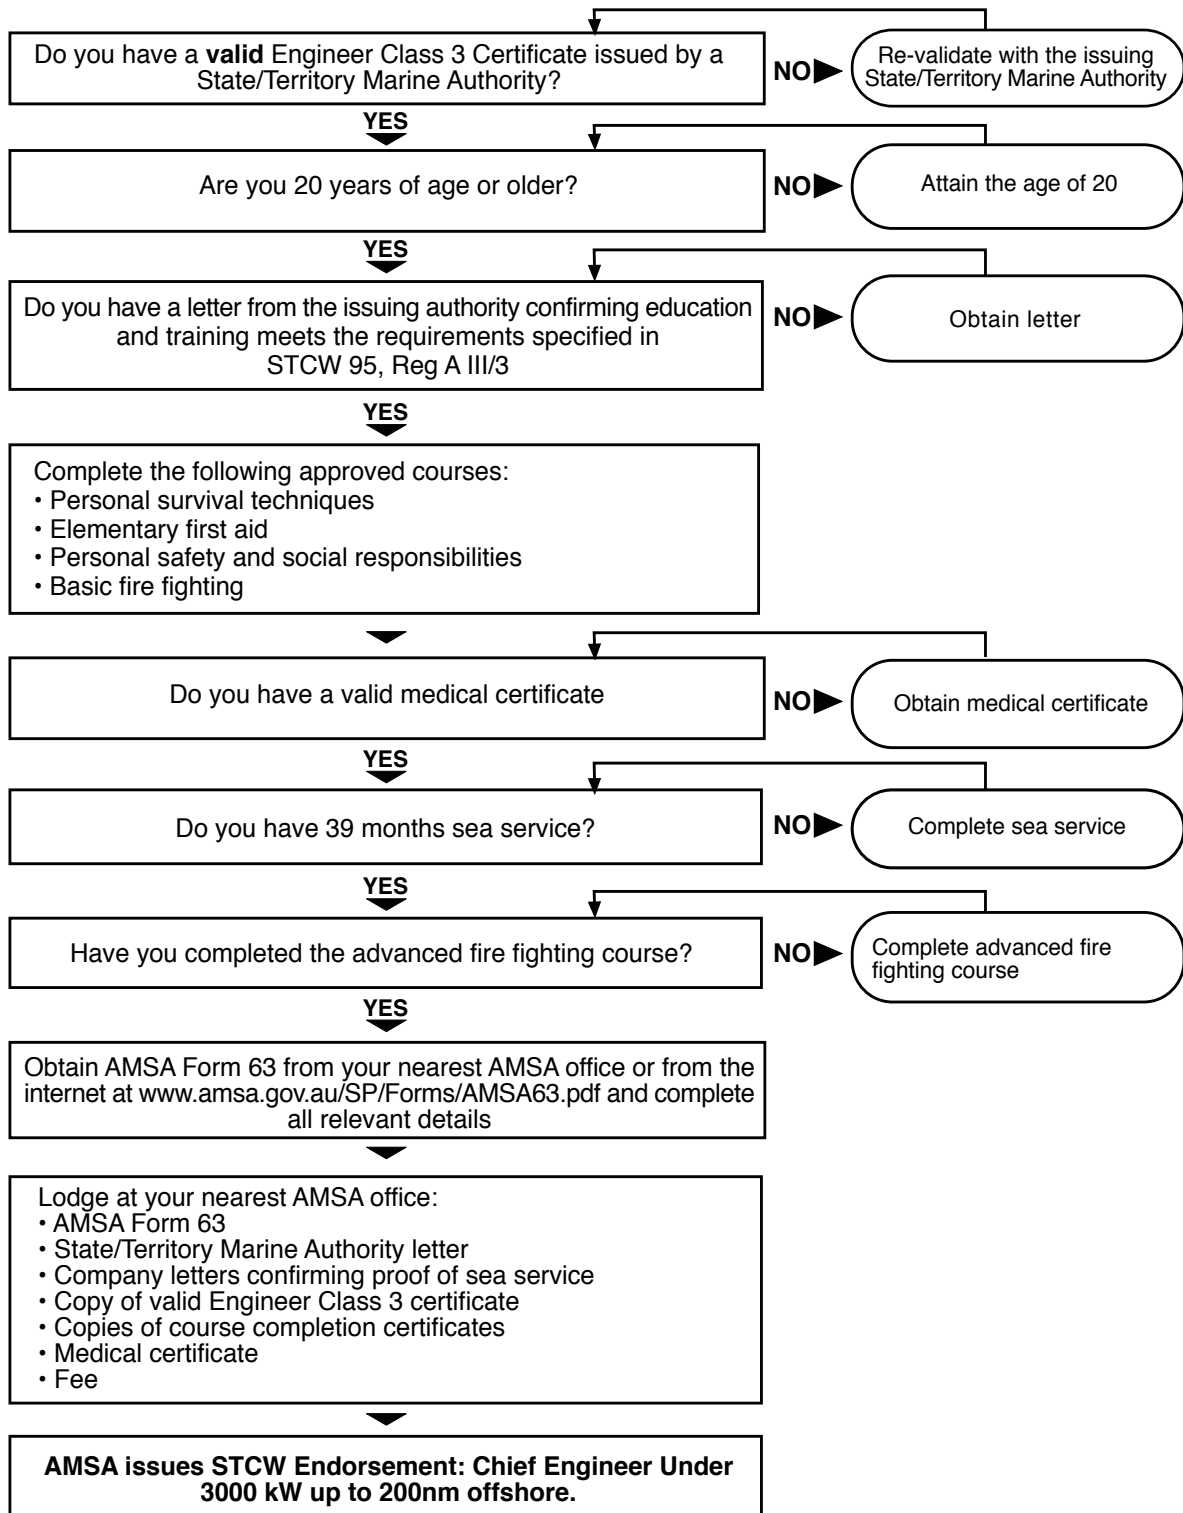 Do you have a valid Engineer Class 3 Certificate issued by a
State/Territory Marine Authority?
NO
Re-validate with the issuing
State/Territory Marine Authority
YES
Are you 20 years of age or older?
NO
Attain the age of 20
YES
Do you have a letter from the issuing authority confirming education
and training meets the requirements specified in
STCW 95, Reg A III/3
NO
Obtain letter
YES
Complete the following approved courses:
• Personal survival techniques
• Elementary first aid
• Personal safety and social responsibilities
• Basic fire fighting
Do you have a valid medical certificate
NO
Obtain medical certificate
YES
Do you have 39 months sea service?
NO
Complete sea service
YES
Have you completed the advanced fire fighting course?
NO
Complete advanced fire
fighting course
YES
Obtain AMSA Form 63 from your nearest AMSA office or from the
internet at www.amsa.gov.au/SP/Forms/AMSA63.pdf and complete
all relevant details
Lodge at your nearest AMSA office:
• AMSA Form 63
• State/Territory Marine Authority letter
• Company letters confirming proof of sea service
• Copy of valid Engineer Class 3 certificate
• Copies of course completion certificates
• Medical certificate
• Fee
AMSA issues STCW Endorsement: Chief Engineer Under
3000 kW up to 200nm offshore.